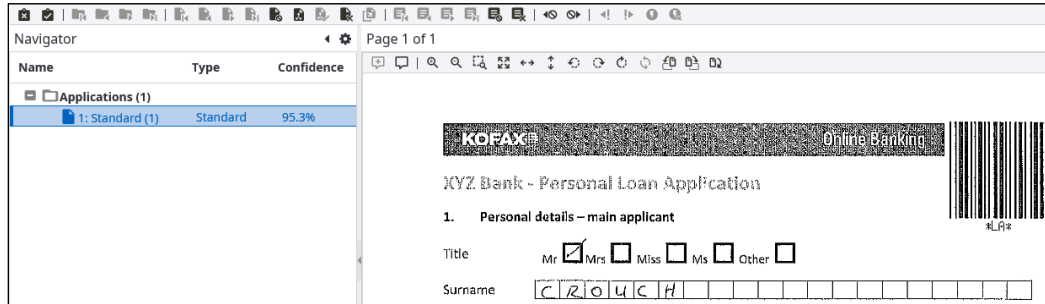 Navigator
Page 1 of 1
Name Type Confidence
Applications (1)
1: Standard (1) Standard 95.3%
KOFAX Online Banking
XYZ Bank - Personal Loan Application
*LA*
1. Personal details – main applicant
Title Mr Mrs Miss Ms Other
Surname CROUCH